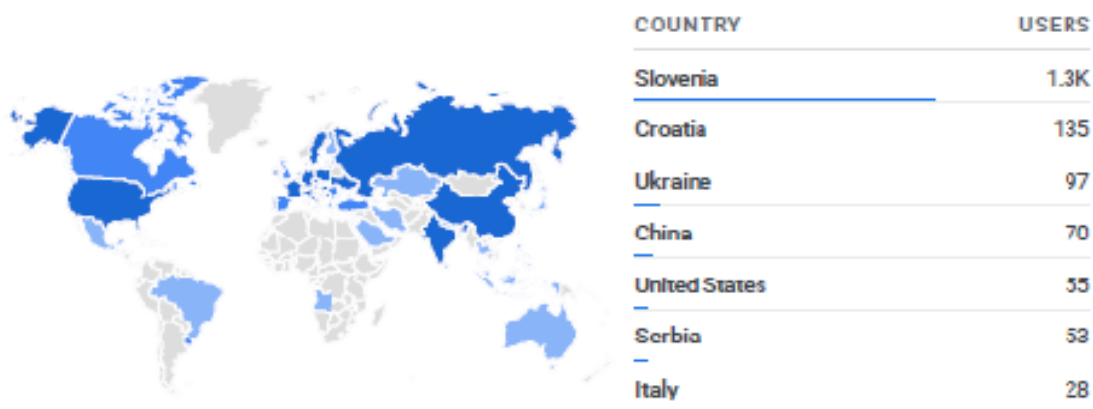 COUNTRY USERS
Slovenia 1.3K
Croatia 135
Ukraine 97
China 70
United States 55
Serbia 53
Italy 28